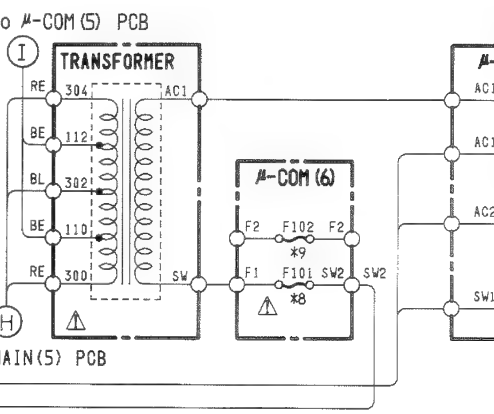 o μ-COM (5) PCB
I
TRANSFORMER
μ-
RE 304 AC1
AC1
BE 112
AC1
μ-COM (6)
BL 302
AC2
BE 110
F2 F102 F2
*9
RE 300 SW
F1 F101 SW2 SW2
*8
SW1
H
AIN(5) PCB